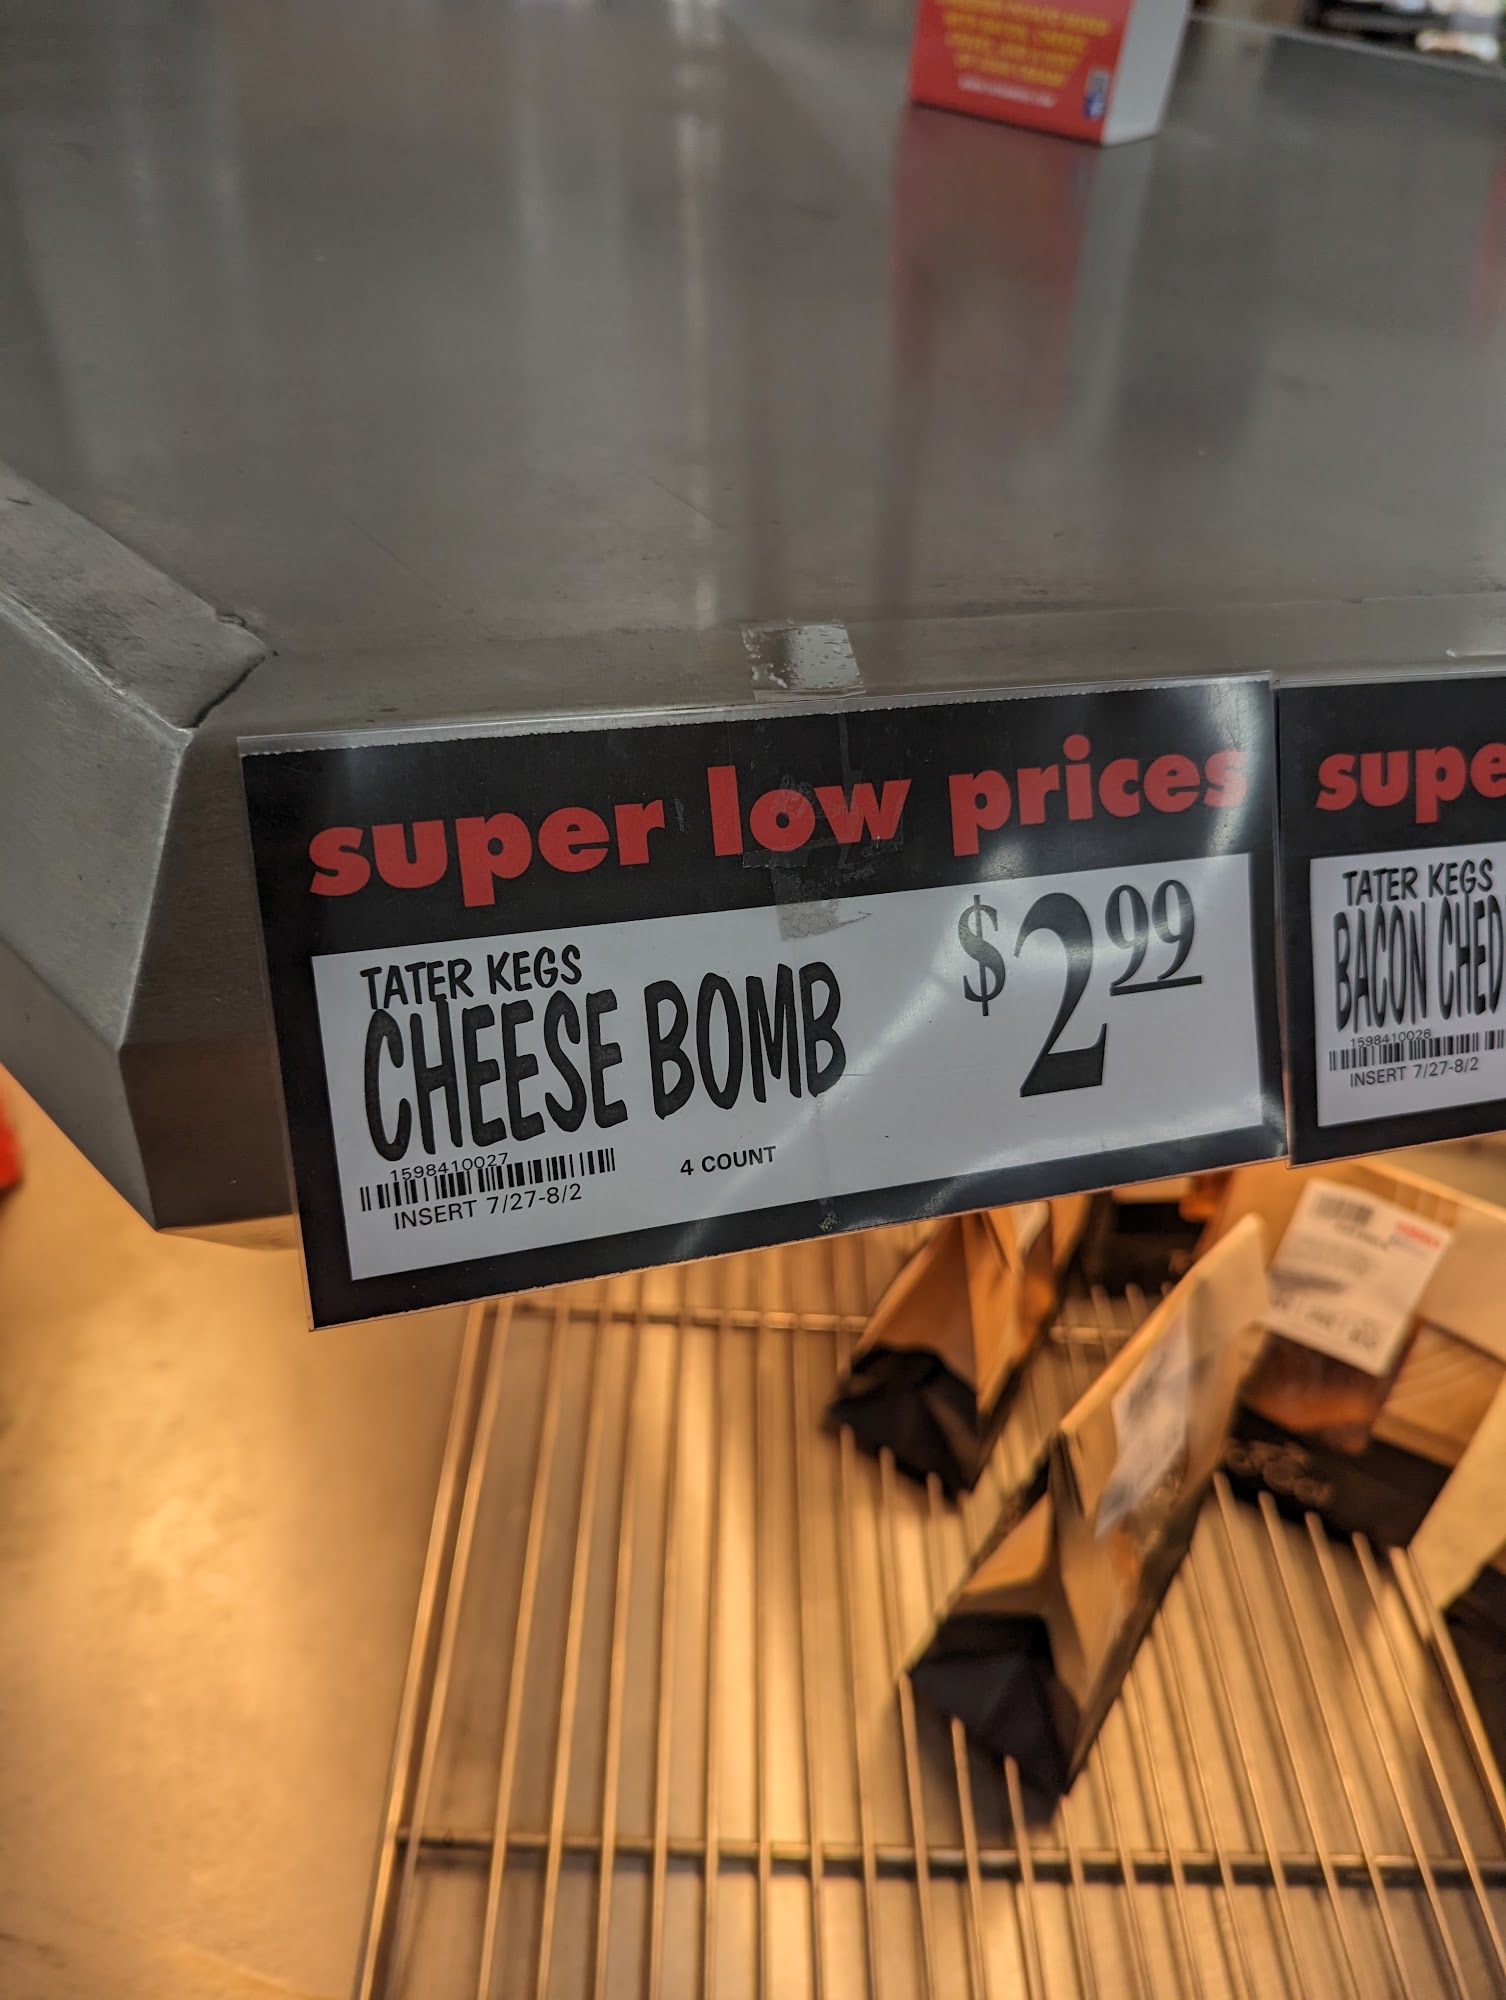 super low prices
TATER KEGS
CHEESE BOMB
$2.99
1598410027
INSERT 7/27-8/2
4 COUNT
supe
TATER KEGS
BACON CHED
1598410026
INSERT 7/27-8/2